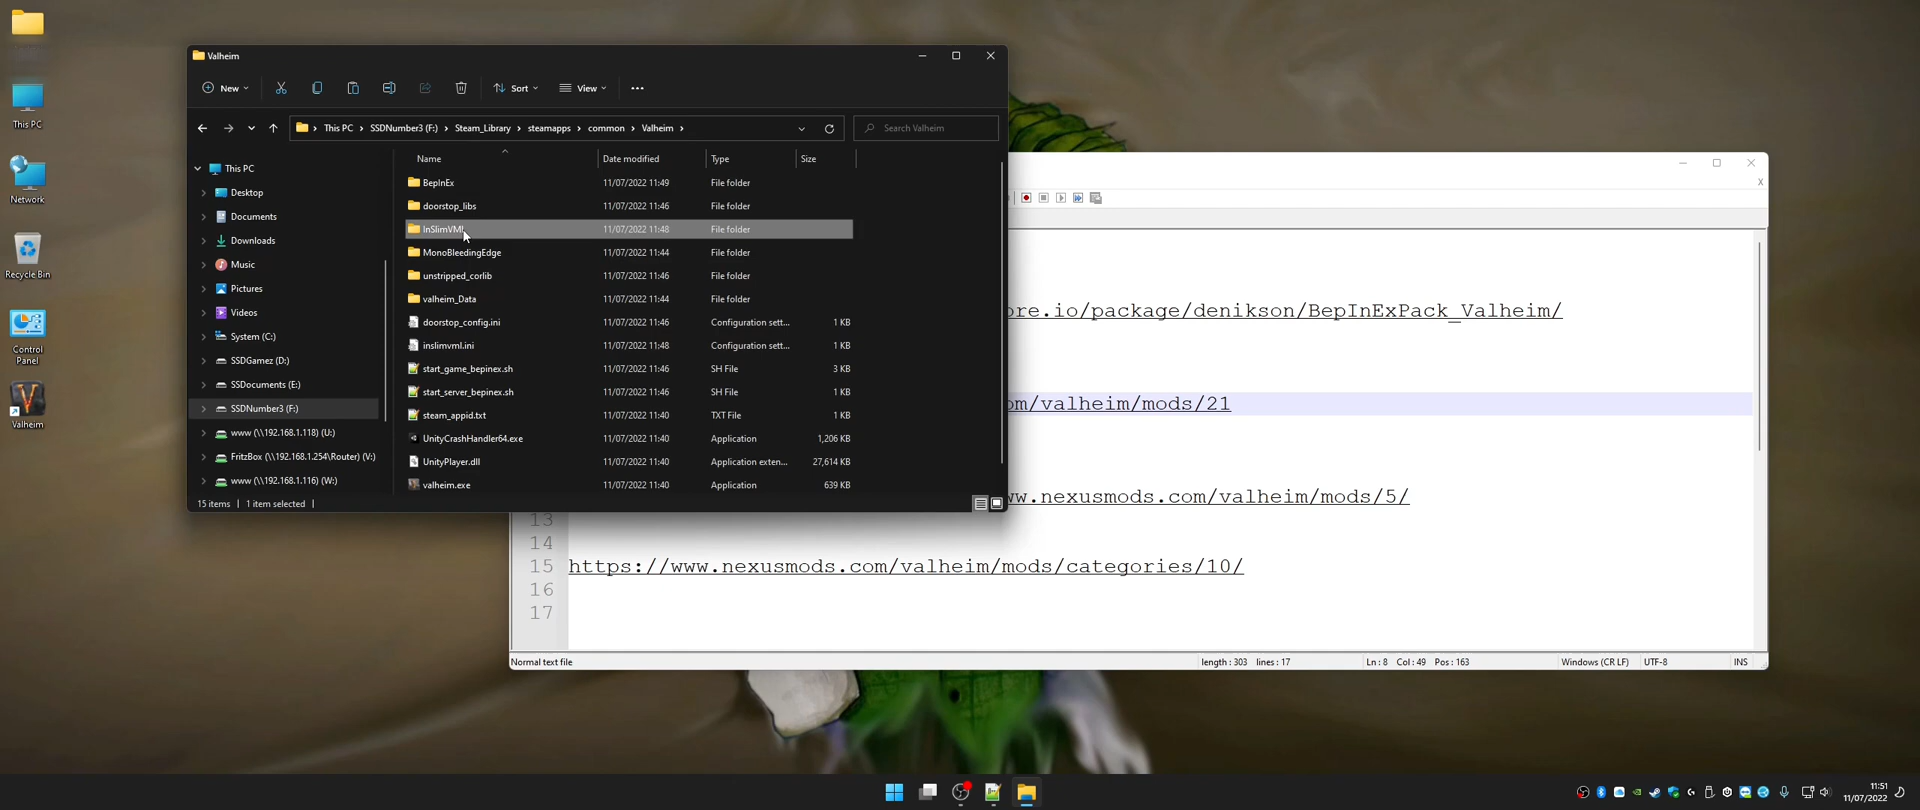 This PC
Network
Recycle Bin
Control
Panel
Valheim
Valheim
New
Sort
View
This PC > SSDNumber3 (F:) > Steam_Library > steamapps > common > Valheim >
Search Valheim
Name Date modified Type Size
This PC
Desktop
Documents
Downloads
Music
Pictures
Videos
System (C:)
SSDGamez (D:)
SSDocuments (E:)
SSDNumber3 (F:)
www (\\192.168.1.118) (U:)
FritzBox (\\192.168.1.254\Router) (V:)
www (\\192.168.1.116) (W:)
BepInEx 11/07/2022 11:49 File folder
doorstop_libs 11/07/2022 11:46 File folder
InSlimVML 11/07/2022 11:48 File folder
MonoBleedingEdge 11/07/2022 11:44 File folder
unstripped_corlib 11/07/2022 11:46 File folder
valheim_Data 11/07/2022 11:44 File folder
doorstop_config.ini 11/07/2022 11:46 Configuration sett... 1 KB
inslimvml.ini 11/07/2022 11:48 Configuration sett... 1 KB
start_game_bepinex.sh 11/07/2022 11:46 SH File 3 KB
start_server_bepinex.sh 11/07/2022 11:46 SH File 1 KB
steam_appid.txt 11/07/2022 11:40 TXT File 1 KB
UnityCrashHandler64.exe 11/07/2022 11:40 Application 1,206 KB
UnityPlayer.dll 11/07/2022 11:40 Application exten... 27,614 KB
valheim.exe 11/07/2022 11:40 Application 639 KB
15 items | 1 item selected |
X
ore.io/package/denikson/BepInExPack_Valheim/
om/valheim/mods/21
ww.nexusmods.com/valheim/mods/5/
13
14
15 https://www.nexusmods.com/valheim/mods/categories/10/
16
17
Normal text file length : 303 lines : 17 Ln : 8 Col : 49 Pos : 163 Windows (CR LF) UTF-8 INS
11:51
11/07/2022